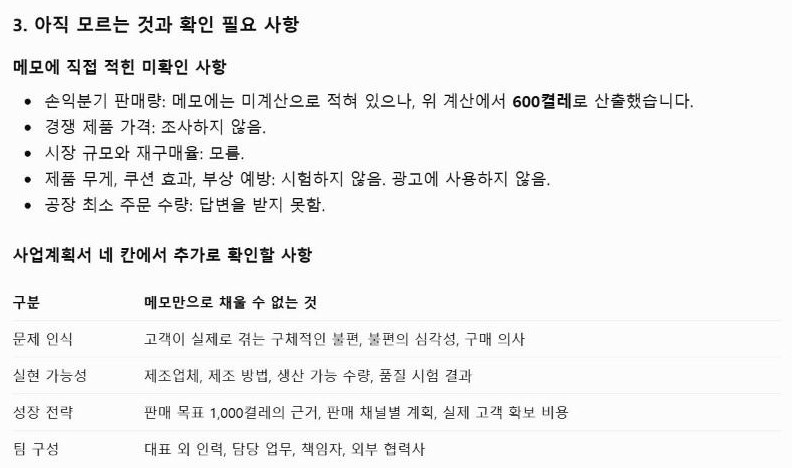 3. 아직 모르는 것과 확인 필요 사항
메모에 직접 적힌 미확인 사항
• 손익분기 판매량: 메모에는 미계산으로 적혀 있으나, 위 계산에서 600켤레로 산출했습니다.
• 경쟁 제품 가격: 조사하지 않음.
• 시장 규모와 재구매율: 모름.
• 제품 무게, 쿠션 효과, 부상 예방: 시험하지 않음. 광고에 사용하지 않음.
• 공장 최소 주문 수량: 답변을 받지 못함.
사업계획서 네 칸에서 추가로 확인할 사항
구분 메모만으로 채울 수 없는 것
문제 인식 고객이 실제로 겪는 구체적인 불편, 불편의 심각성, 구매 의사
실현 가능성 제조업체, 제조 방법, 생산 가능 수량, 품질 시험 결과
성장 전략 판매 목표 1,000켤레의 근거, 판매 채널별 계획, 실제 고객 확보 비용
팀 구성 대표 외 인력, 담당 업무, 책임자, 외부 협력사